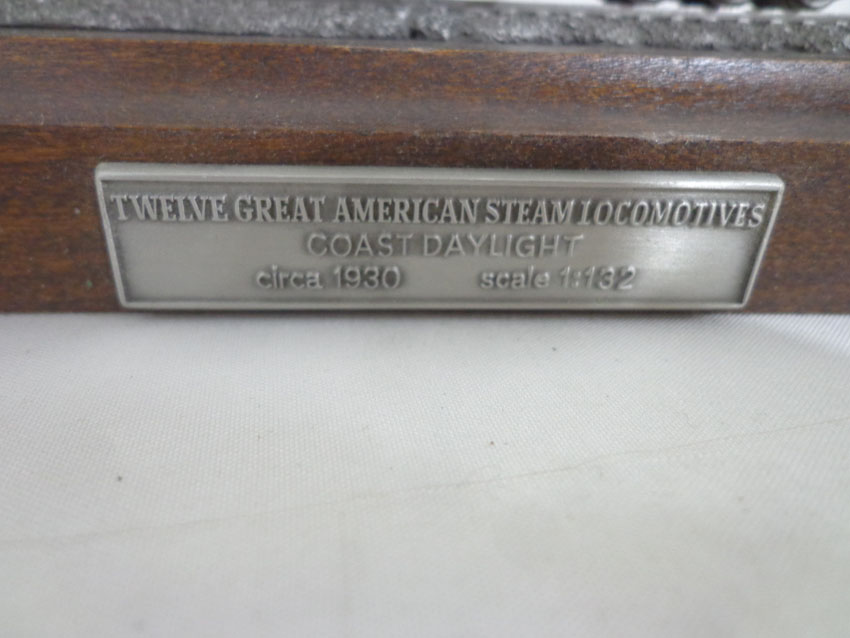 TWELVE GREAT AMERICAN STEAM LOCOMOTIVES
COAST DAYLIGHT
circa 1930 scale 1:132